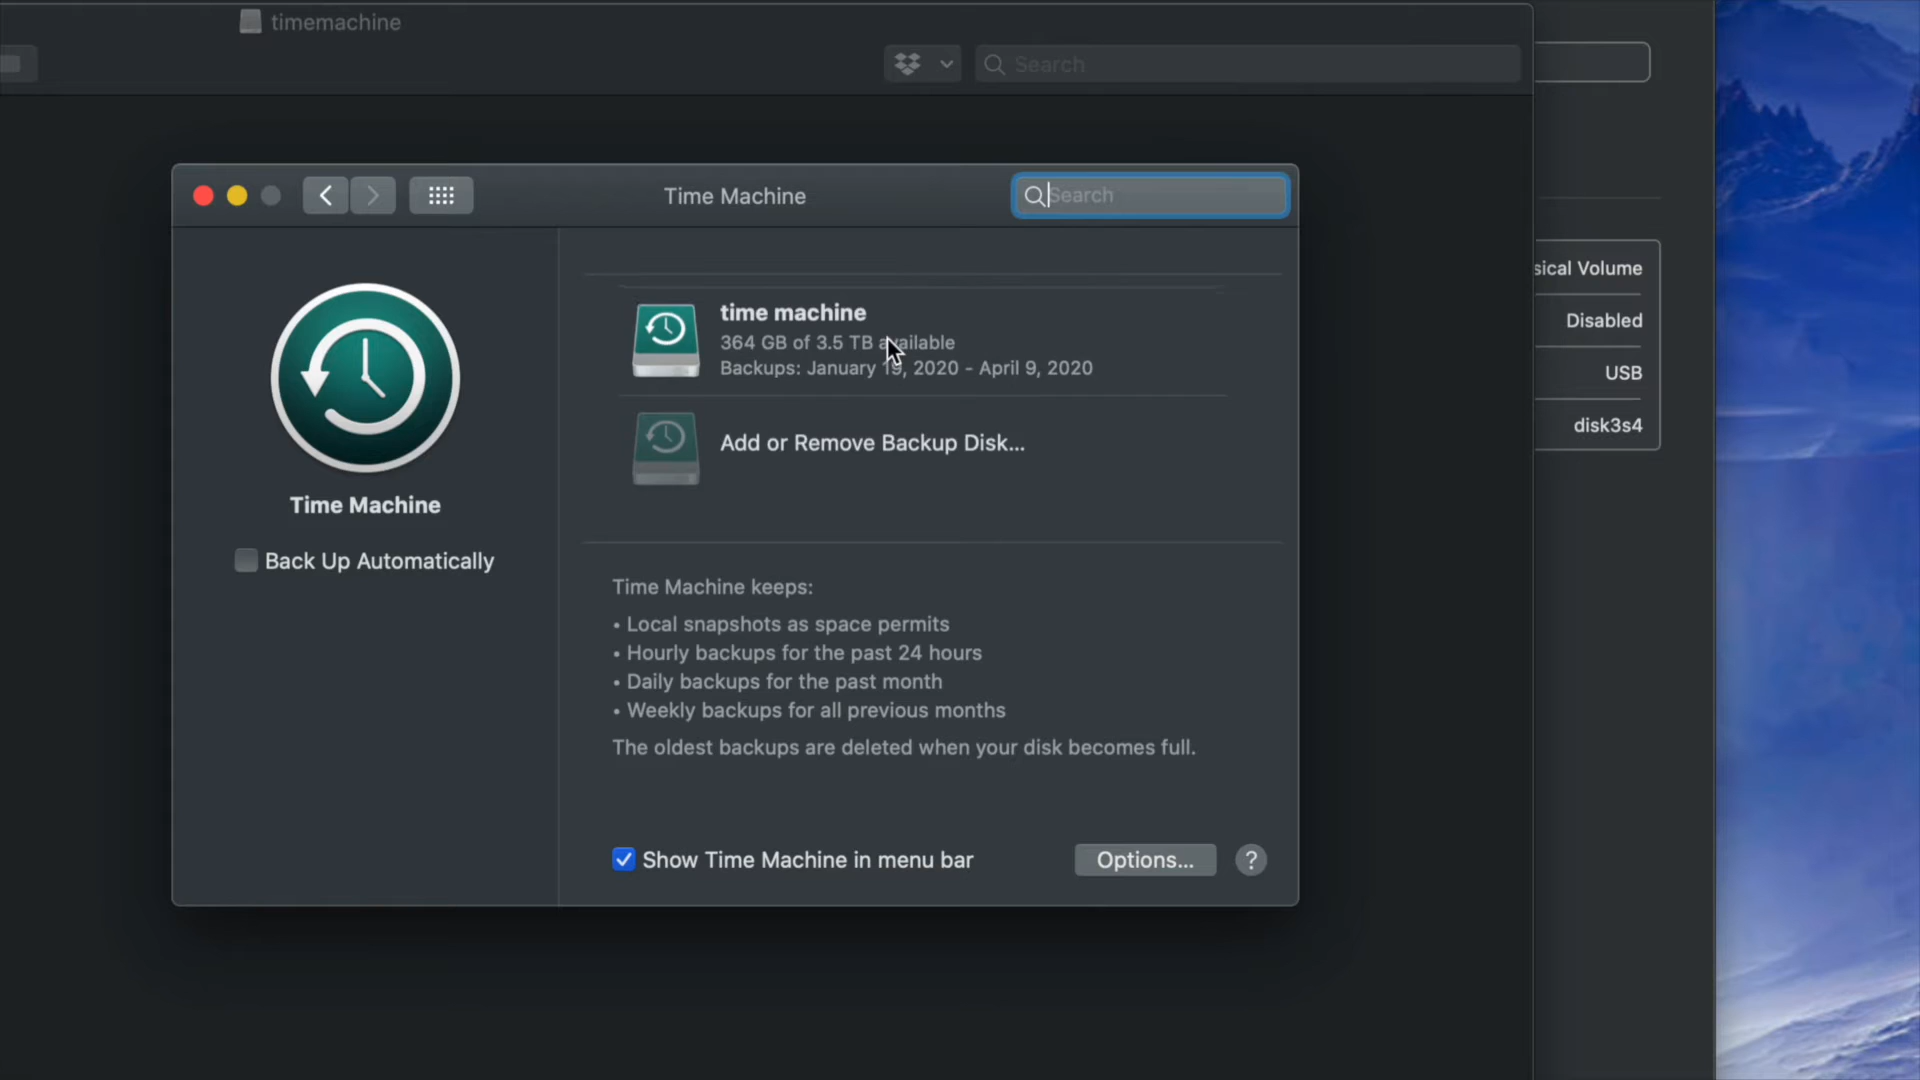 timemachine
Search
Time Machine
Search
sical Volume
Disabled
USB
disk3s4
time machine
364 GB of 3.5 TB available
Backups: January 19, 2020 - April 9, 2020
Add or Remove Backup Disk...
Time Machine
Back Up Automatically
Time Machine keeps:
• Local snapshots as space permits
• Hourly backups for the past 24 hours
• Daily backups for the past month
• Weekly backups for all previous months
The oldest backups are deleted when your disk becomes full.
Show Time Machine in menu bar
Options...
?